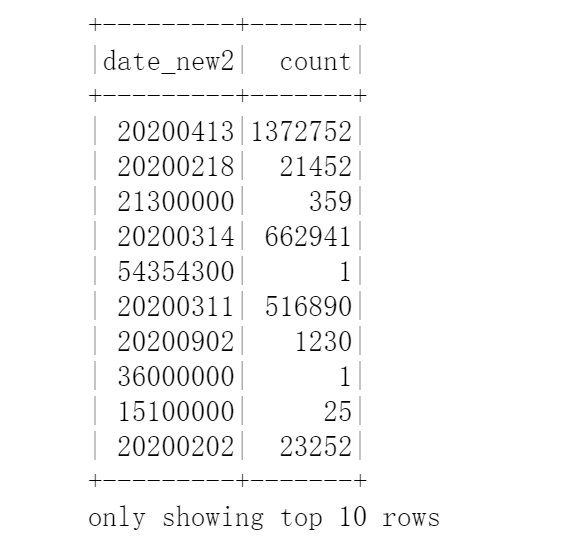 +---------+-------+
|date_new2|  count|
+---------+-------+
| 20200413|1372752|
| 20200218|  21452|
| 21300000|    359|
| 20200314| 662941|
| 54354300|      1|
| 20200311| 516890|
| 20200902|   1230|
| 36000000|      1|
| 15100000|     25|
| 20200202|  23252|
+---------+-------+
only showing top 10 rows